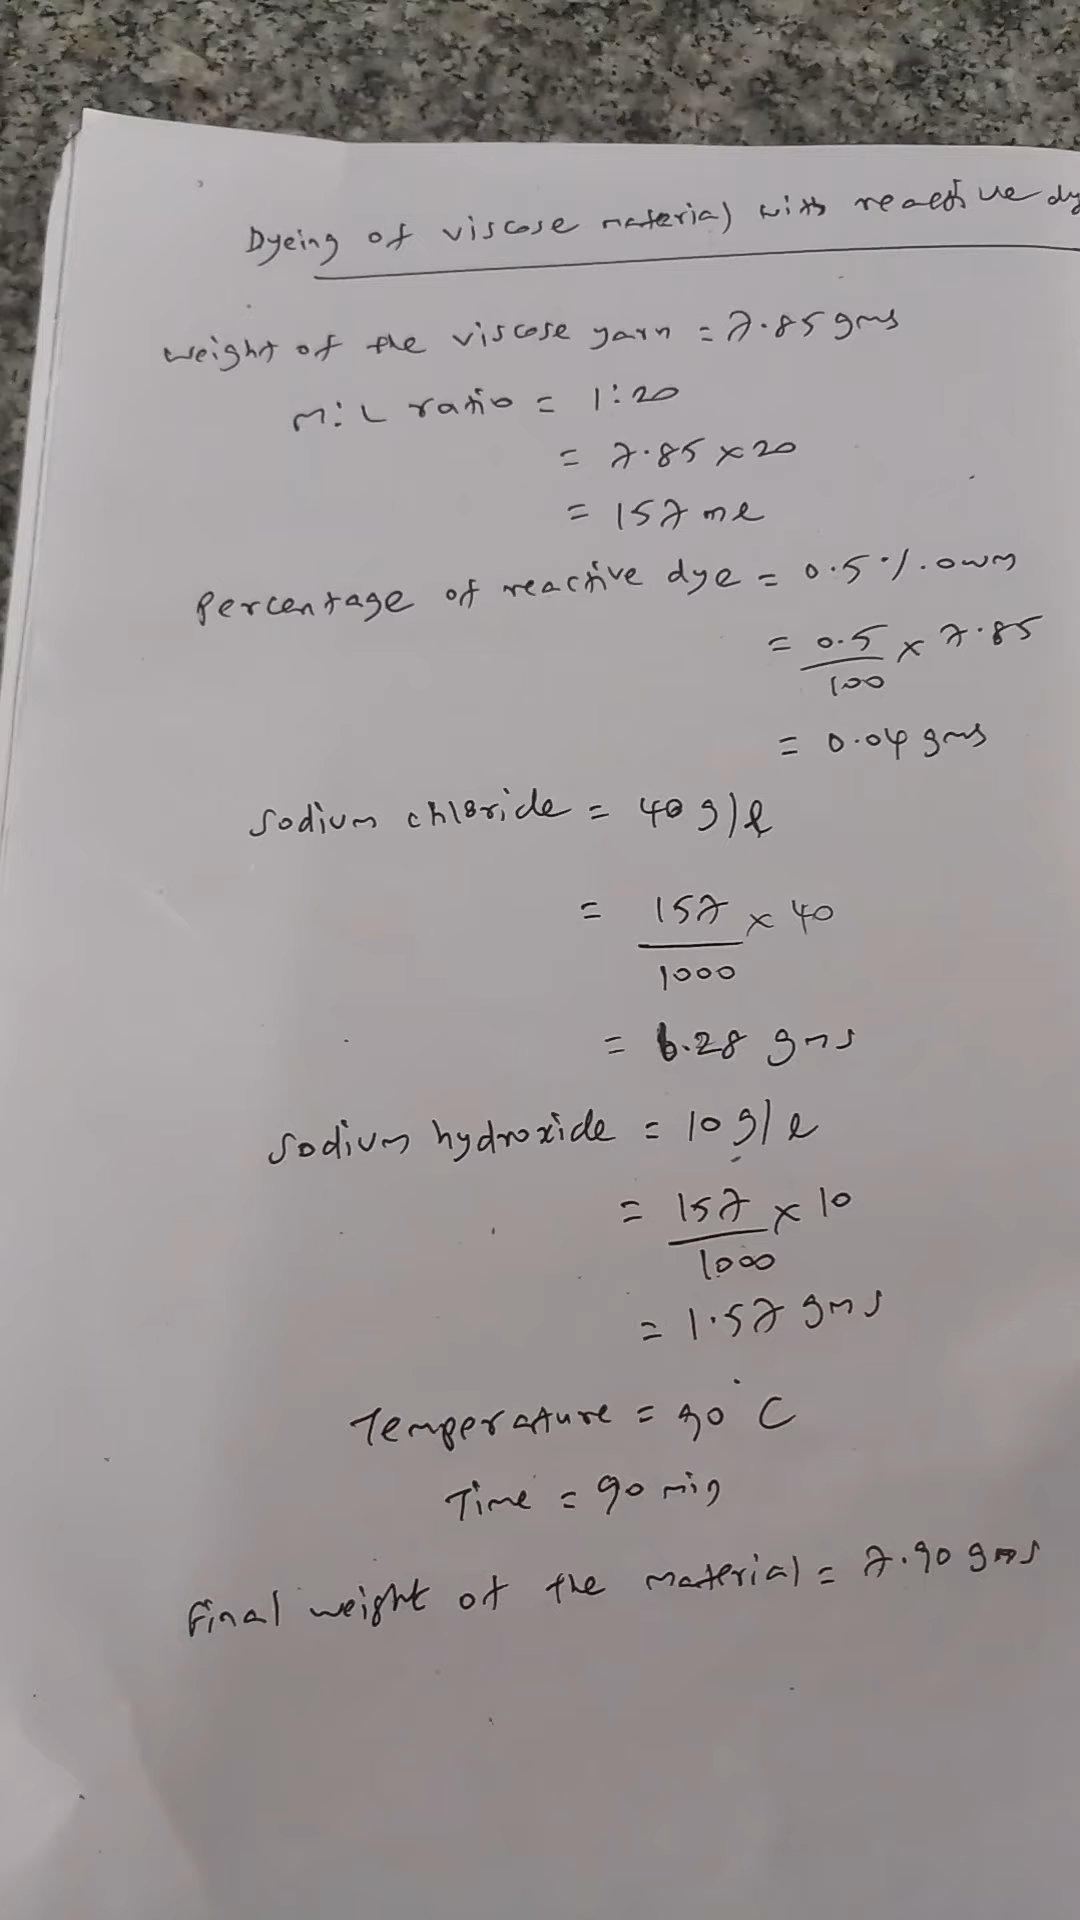 Dyeing of viscose material with reactive dy
weight of the viscose yarn = 7.85 gms
M:L ratio = 1:20
= 7.85 x 20
= 157 ml
Percentage of reactive dye = 0.5 %. owm
= 0.5/100 x 7.85
= 0.04 gms
Sodium chloride = 40 g/l
= 157/1000 x 40
= 6.28 gms
Sodium hydroxide = 10 g/l
= 157/1000 x 10
= 1.57 gms
Temperature = 90°C
Time = 90 min
Final weight of the material = 7.90 gms